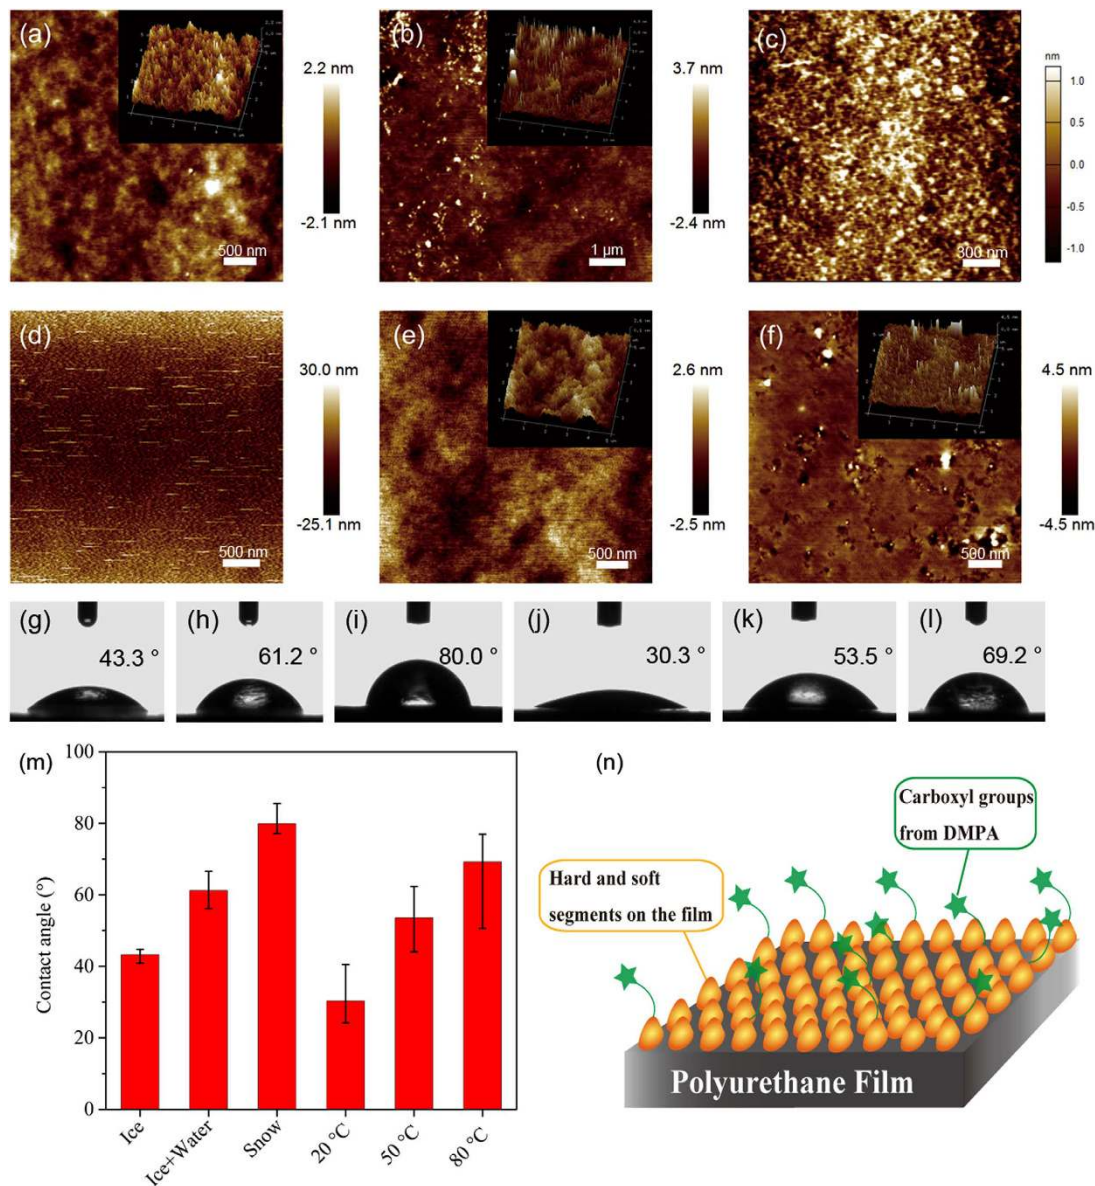 (a)
2.2 nm
-2.1 nm
500 nm
(b)
3.7 nm
-2.4 nm
1 µm
(c)
nm
1.0
0.5
0.0
-0.5
-1.0
300 nm
(d)
30.0 nm
-25.1 nm
500 nm
(e)
2.6 nm
-2.5 nm
500 nm
(f)
4.5 nm
-4.5 nm
500 nm
(g)
43.3 °
(h)
61.2 °
(i)
80.0 °
(j)
30.3 °
(k)
53.5 °
(l)
69.2 °
(m)
Contact angle (°)
100
80
60
40
20
0
Ice
Ice+Water
Snow
20 °C
50 °C
80 °C
(n)
Carboxyl groups
from DMPA
Hard and soft
segments on the film
Polyurethane Film